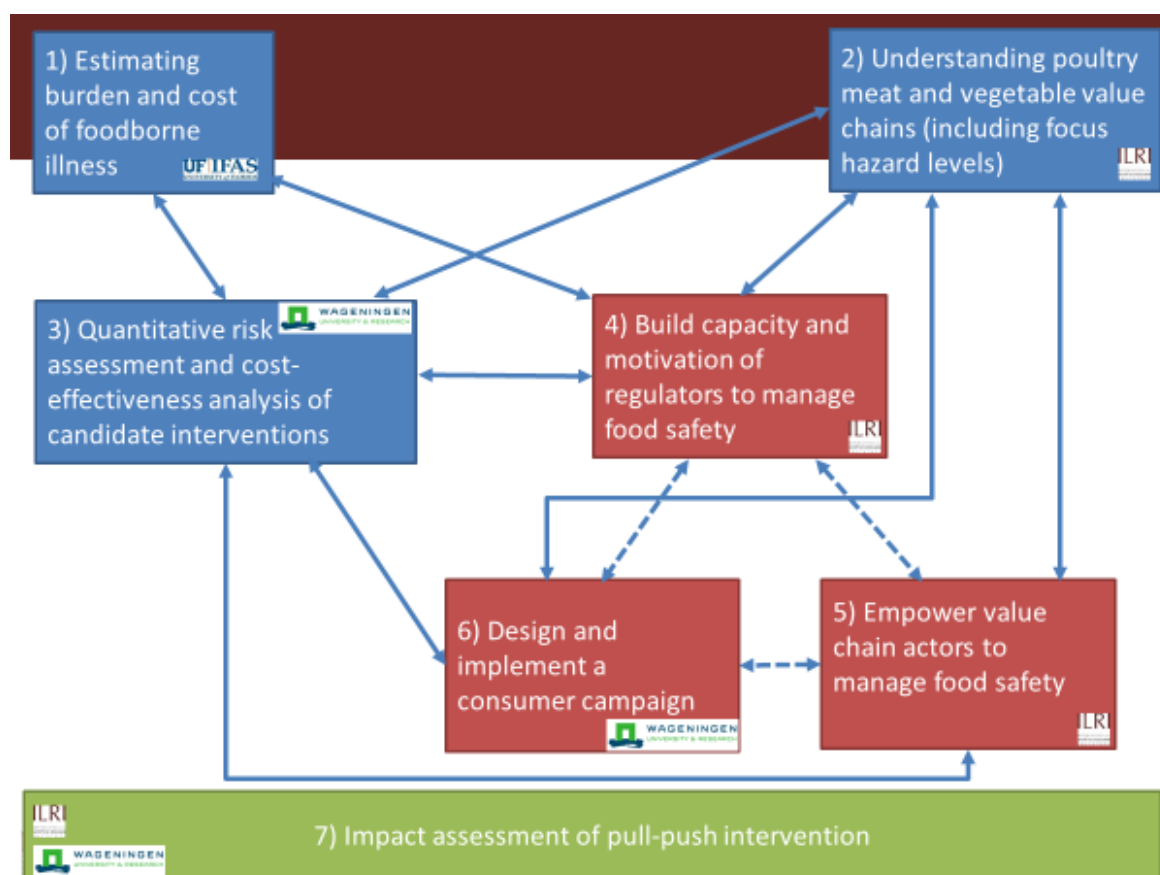 1) Estimating
burden and cost
of foodborne
illness
UF IFAS
2) Understanding poultry
meat and vegetable value
chains (including focus
hazard levels)
ILRI
WAGENINGEN
UNIVERSITY & RESEARCH
3) Quantitative risk
assessment and cost-
effectiveness analysis of
candidate interventions
4) Build capacity and
motivation of
regulators to manage
food safety
ILRI
6) Design and
implement a
consumer campaign
WAGENINGEN
UNIVERSITY & RESEARCH
5) Empower value
chain actors to
manage food safety
ILRI
ILRI
7) Impact assessment of pull-push intervention
WAGENINGEN
UNIVERSITY & RESEARCH